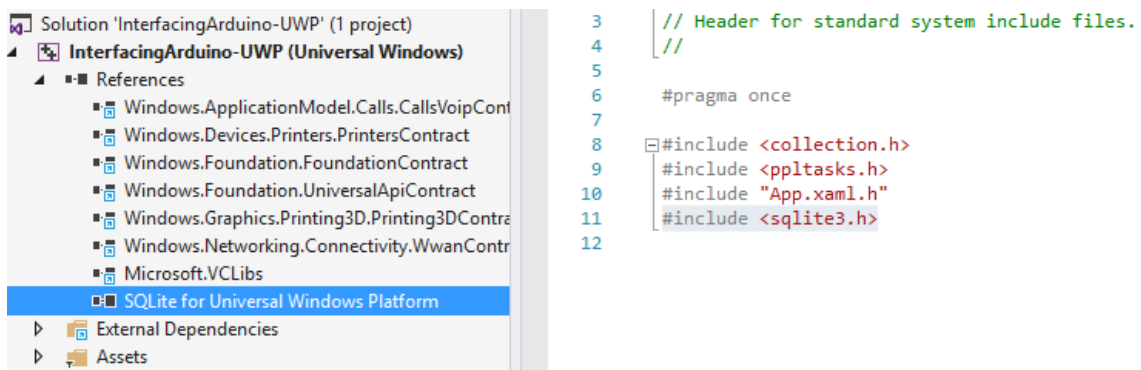 Solution 'InterfacingArduino-UWP' (1 project)
InterfacingArduino-UWP (Universal Windows)
References
Windows.ApplicationModel.Calls.CallsVoipCont
Windows.Devices.Printers.PrintersContract
Windows.Foundation.FoundationContract
Windows.Foundation.UniversalApiContract
Windows.Graphics.Printing3D.Printing3DContra
Windows.Networking.Connectivity.WwanContr
Microsoft.VCLibs
SQLite for Universal Windows Platform
External Dependencies
Assets
3 // Header for standard system include files.
4 //
5
6 #pragma once
7
8 #include <collection.h>
9 #include <ppltasks.h>
10 #include "App.xaml.h"
11 #include <sqlite3.h>
12